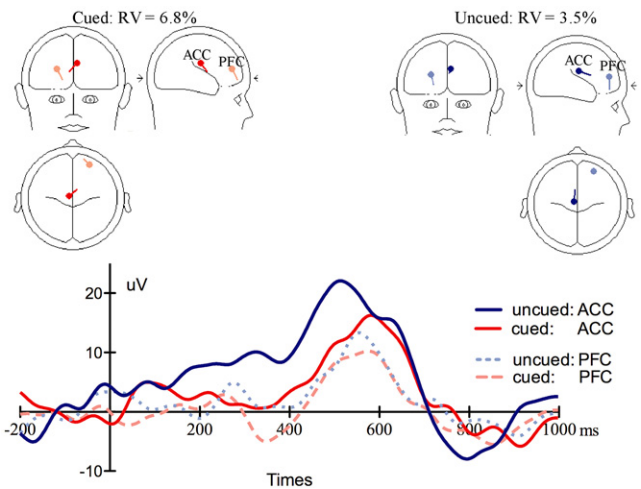 Cued: RV = 6.8%
Uncued: RV = 3.5%
ACC
PFC
ACC
PFC
uV
20
10
-10
-200
200
400
600
800
1000 ms
Times
uncued: ACC
cued: ACC
uncued: PFC
cued: PFC